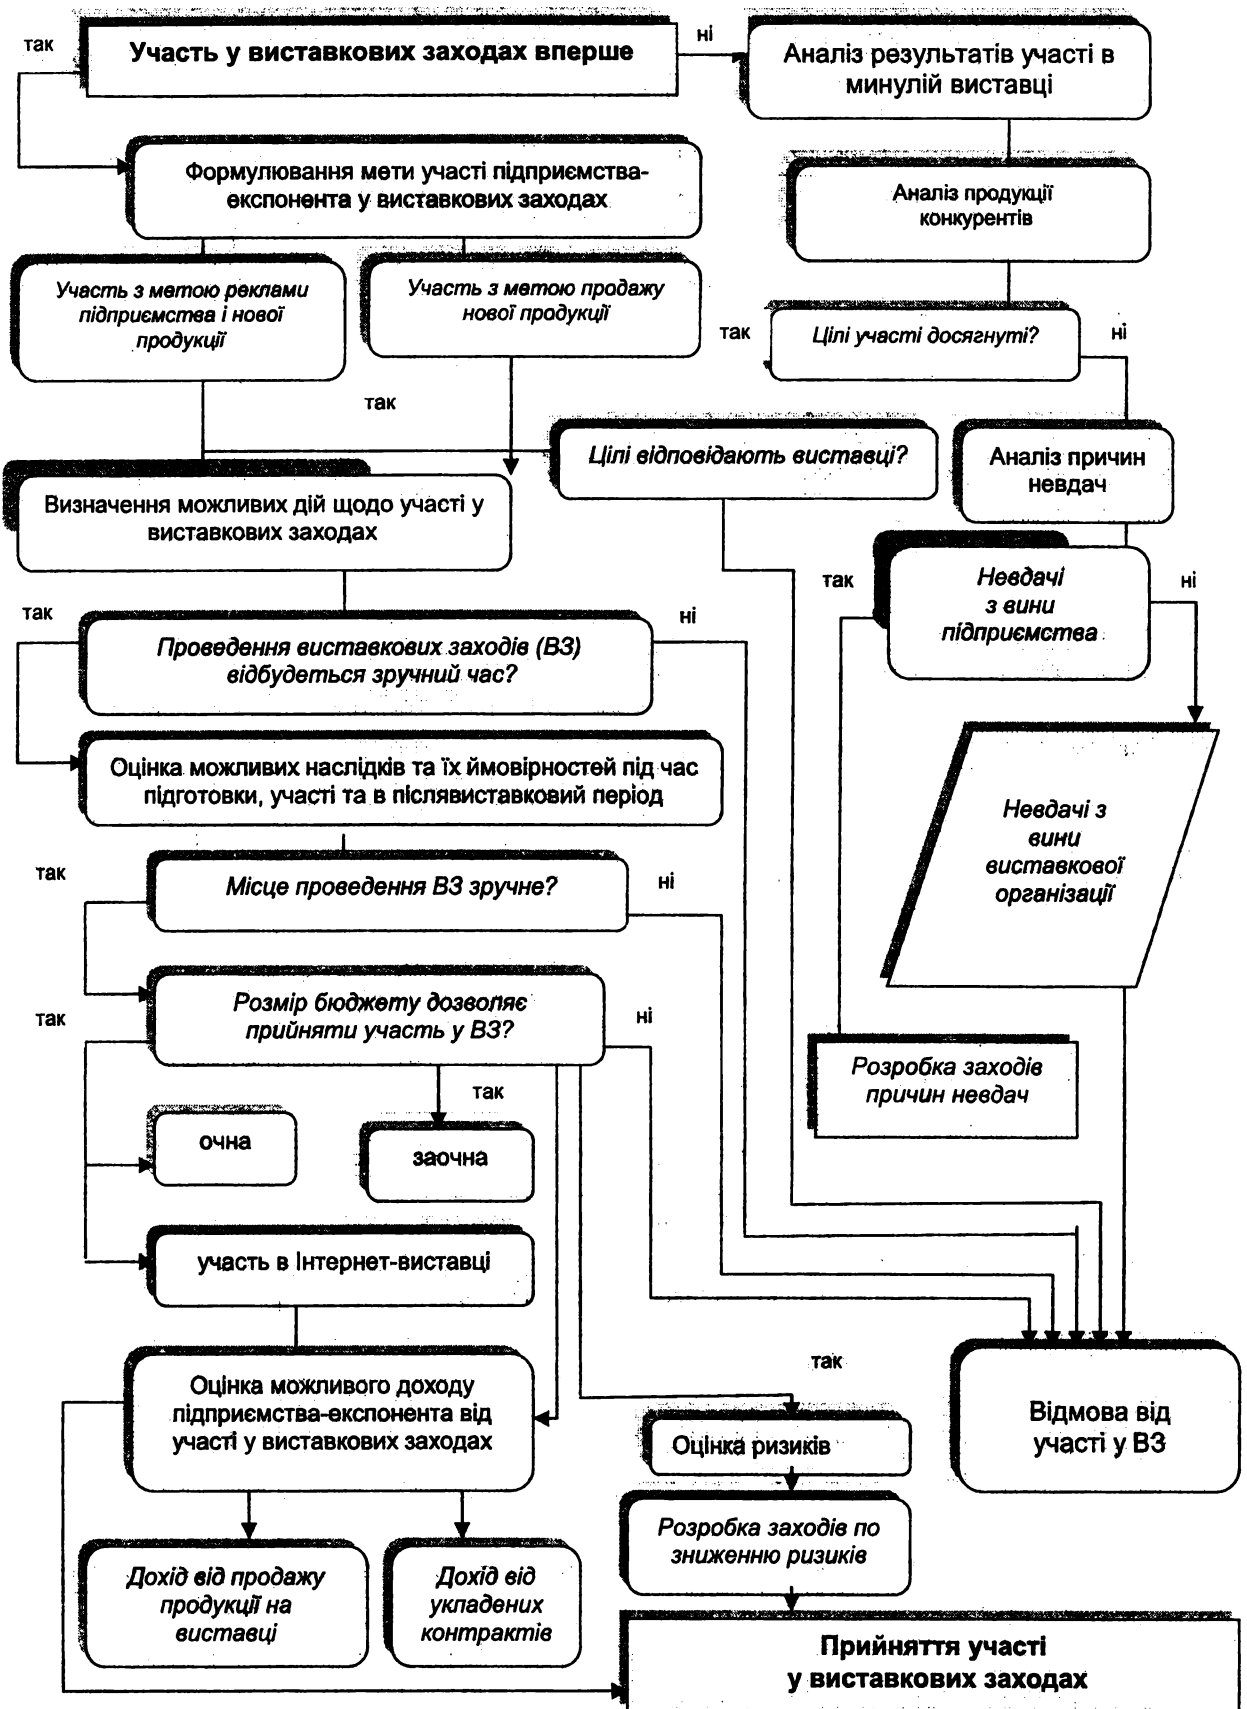 так
Участь у виставкових заходах вперше
ні
Аналіз результатів участі в
минулій виставці
Формулювання мети участі підприємства-
експонента у виставкових заходах
Аналіз продукції
конкурентів
Участь з метою реклами
підприємства і нової
продукції
Участь з метою продажу
нової продукції
так
Цілі участі досягнуті?
ні
так
Цілі відповідають виставці?
Аналіз причин
невдач
Визначення можливих дій щодо участі у
виставкових заходах
так
Невдачі
з вини
підприємства
ні
так
Проведення виставкових заходів (ВЗ)
відбудеться зручний час?
ні
Оцінка можливих наслідків та їх ймовірностей під час
підготовки, участі та в післявиставковий період
Невдачі з
вини
виставкової
організації
так
Місце проведення ВЗ зручне?
ні
так
Розмір бюджету дозволяє
прийняти участь у ВЗ?
ні
Розробка заходів
причин невдач
так
очна
заочна
участь в Інтернет-виставці
так
Оцінка можливого доходу
підприємства-експонента від
участі у виставкових заходах
Оцінка ризиків
Відмова від
участі у ВЗ
Розробка заходів по
зниженню ризиків
Дохід від продажу
продукції на
виставці
Дохід від
укладених
контрактів
Прийняття участі
у виставкових заходах